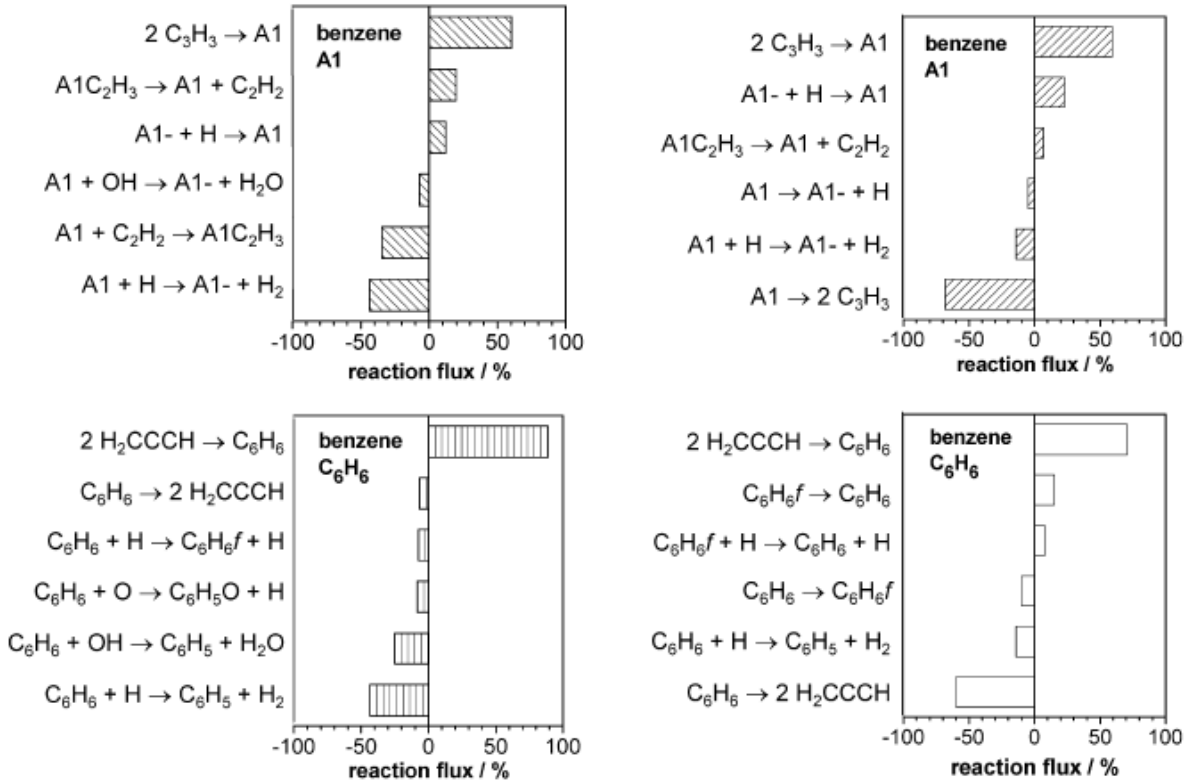 2 C₃H₃ → A1
A1C₂H₃ → A1 + C₂H₂
A1- + H → A1
A1 + OH → A1- + H₂O
A1 + C₂H₂ → A1C₂H₃
A1 + H → A1- + H₂
benzene
A1
-100 -50 0 50 100
reaction flux / %
2 C₃H₃ → A1
A1- + H → A1
A1C₂H₃ → A1 + C₂H₂
A1 → A1- + H
A1 + H → A1- + H₂
A1 → 2 C₃H₃
benzene
A1
-100 -50 0 50 100
reaction flux / %
2 H₂CCCH → C₆H₆
C₆H₆ → 2 H₂CCCH
C₆H₆ + H → C₆H₆f + H
C₆H₆ + O → C₆H₅O + H
C₆H₆ + OH → C₆H₅ + H₂O
C₆H₆ + H → C₆H₅ + H₂
benzene
C₆H₆
-100 -50 0 50 100
reaction flux / %
2 H₂CCCH → C₆H₆
C₆H₆f → C₆H₆
C₆H₆f + H → C₆H₆ + H
C₆H₆ → C₆H₆f
C₆H₆ + H → C₆H₅ + H₂
C₆H₆ → 2 H₂CCCH
benzene
C₆H₆
-100 -50 0 50 100
reaction flux / %